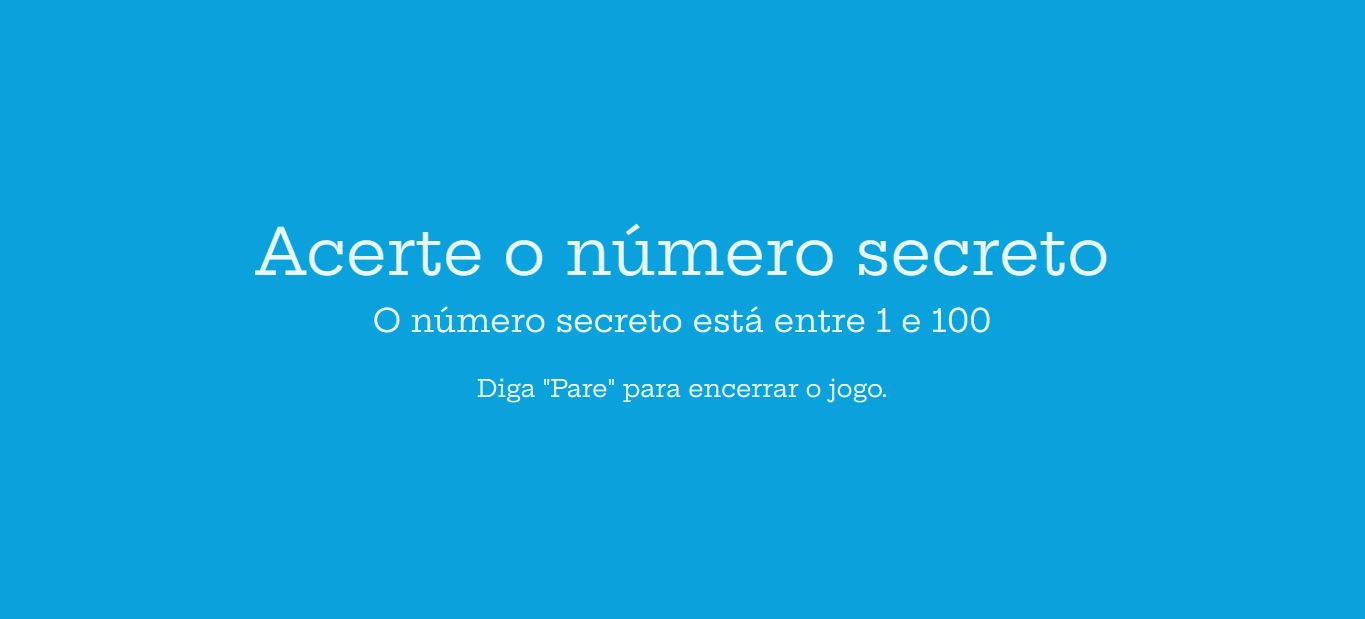 Acerte o número secreto
O número secreto está entre 1 e 100
Diga "Pare" para encerrar o jogo.